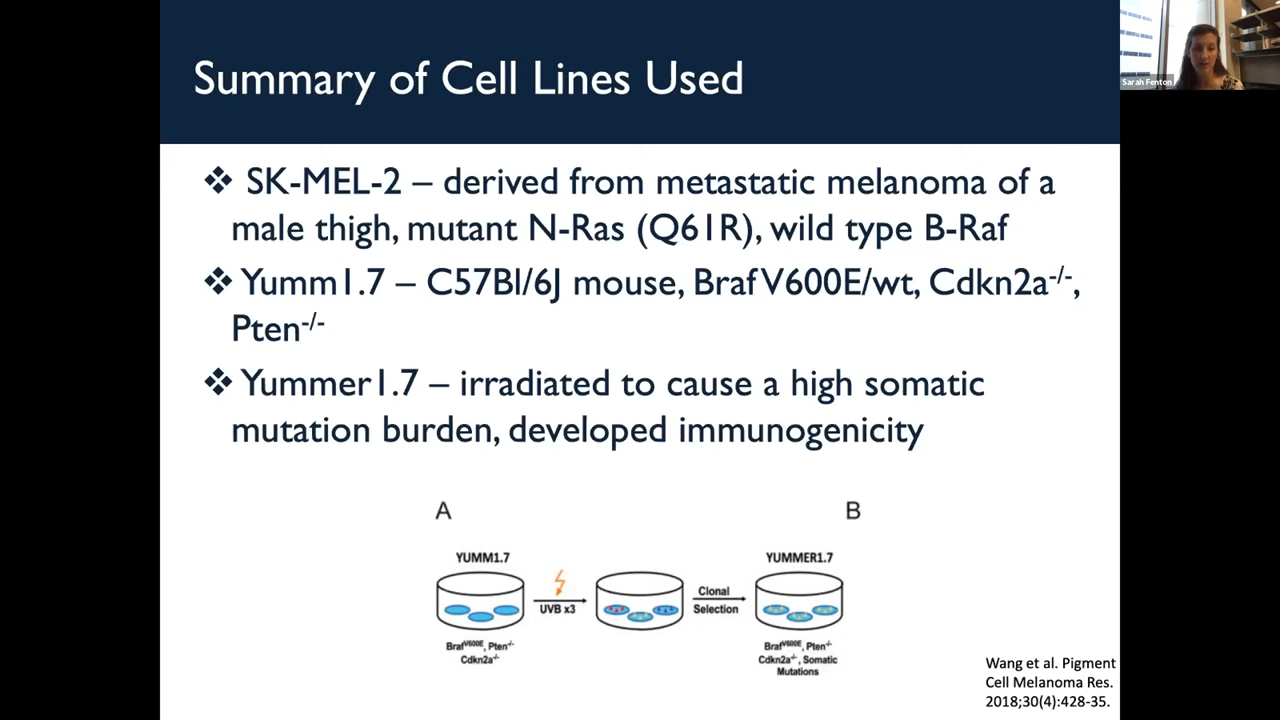 Summary of Cell Lines Used
Sarah Fenton
❖ SK-MEL-2 – derived from metastatic melanoma of a
male thigh, mutant N-Ras (Q61R), wild type B-Raf
❖ Yumm1.7 – C57Bl/6J mouse, Braf V600E/wt, Cdkn2a-/-,
Pten-/-
❖ Yummer1.7 – irradiated to cause a high somatic
mutation burden, developed immunogenicity
A
B
YUMM1.7
UVB x3
Clonal
Selection
YUMMER1.7
BrafV600E, Pten-/-
Cdkn2a-/-
BrafV600E, Pten-/-
Cdkn2a-/-, Somatic
Mutations
Wang et al. Pigment
Cell Melanoma Res.
2018;30(4):428-35.